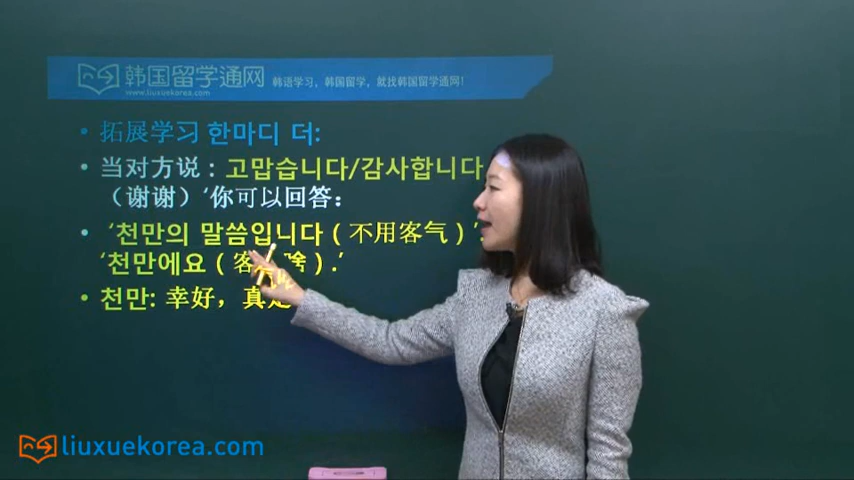 韩国留学通网 韩语学习，韩国留学，就找韩国留学通网！
www.liuxuekorea.com
• 拓展学习 한마디 더:
• 当对方说：고맙습니다/감사합니다
（谢谢）‘你可以回答：
• ‘천만의 말씀입니다（不用客气）’.
‘천만에요（客 啥）.’
• 천만: 幸好，真是
liuxuekorea.com